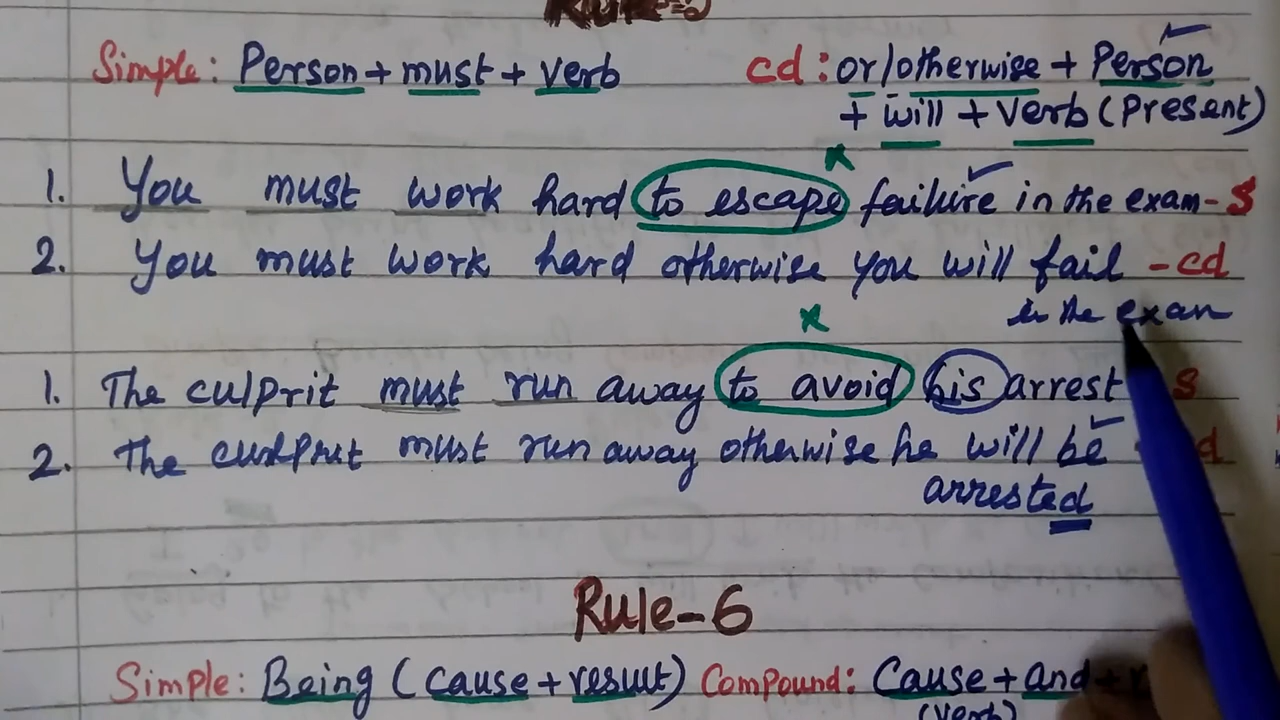 Simple: Person + must + verb cd: or/otherwise + Person
+ will + verb (Present)
1. You must work hard to escape failure in the exam - S
2. You must work hard otherwise you will fail - cd
in the exam
1. The culprit must run away to avoid his arrest S
2. The culprit must run away otherwise he will be d
arrested
Rule-6
Simple: Being (cause + result) Compound: Cause + and +
(verb)